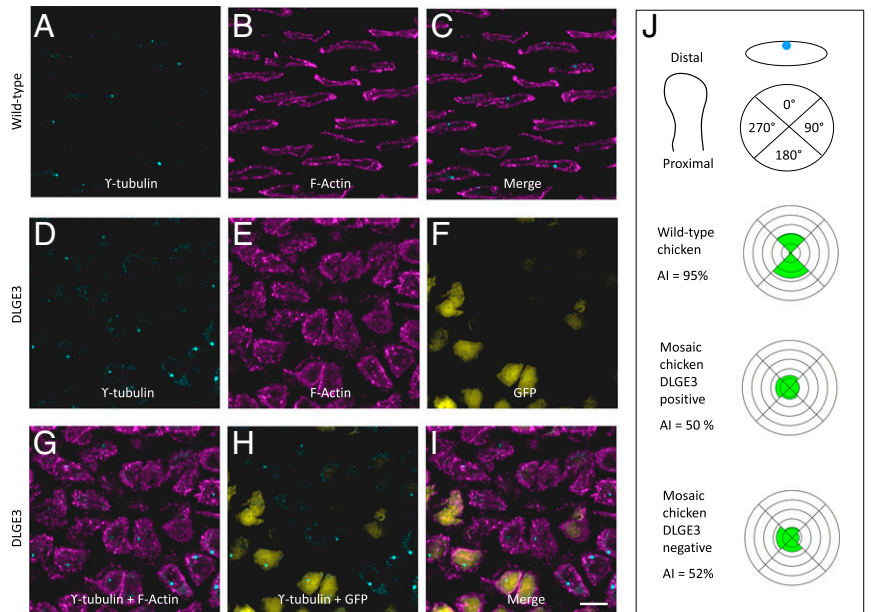 A
B
C
Wild-type
ϒ-tubulin
F-Actin
Merge
D
E
F
DLGE3
ϒ-tubulin
F-Actin
GFP
G
H
I
DLGE3
ϒ-tubulin + F-Actin
ϒ-tubulin + GFP
Merge
J
Distal
Proximal
0°
270°
90°
180°
Wild-type
chicken
AI = 95%
Mosaic
chicken
DLGE3
positive
AI = 50 %
Mosaic
chicken
DLGE3
negative
AI = 52%